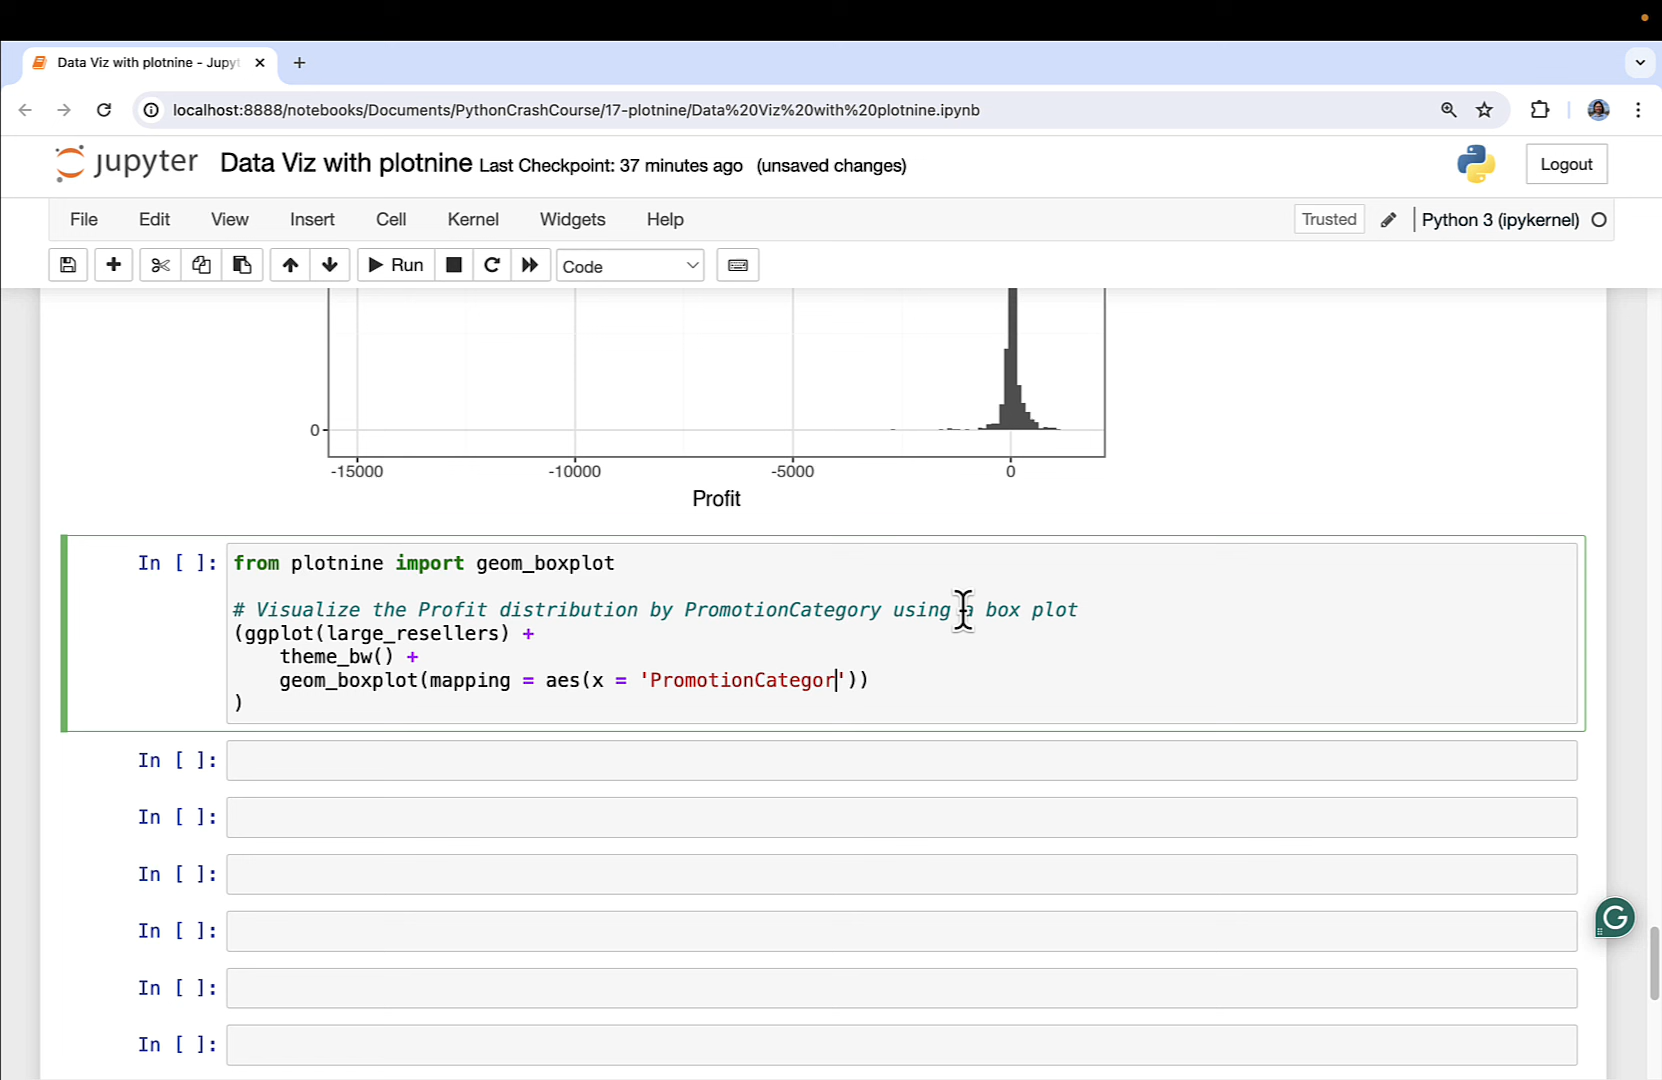 Data Viz with plotnine - Jupyt
localhost:8888/notebooks/Documents/PythonCrashCourse/17-plotnine/Data%20Viz%20with%20plotnine.ipynb
jupyter Data Viz with plotnine Last Checkpoint: 37 minutes ago (unsaved changes)
Logout
File Edit View Insert Cell Kernel Widgets Help
Trusted Python 3 (ipykernel)
Run Code
0
-15000 -10000 -5000 0
Profit
In [ ]: from plotnine import geom_boxplot
# Visualize the Profit distribution by PromotionCategory using a box plot
(ggplot(large_resellers) +
theme_bw() +
geom_boxplot(mapping = aes(x = 'PromotionCategor'))
)
In [ ]:
In [ ]:
In [ ]:
In [ ]:
In [ ]:
In [ ]: